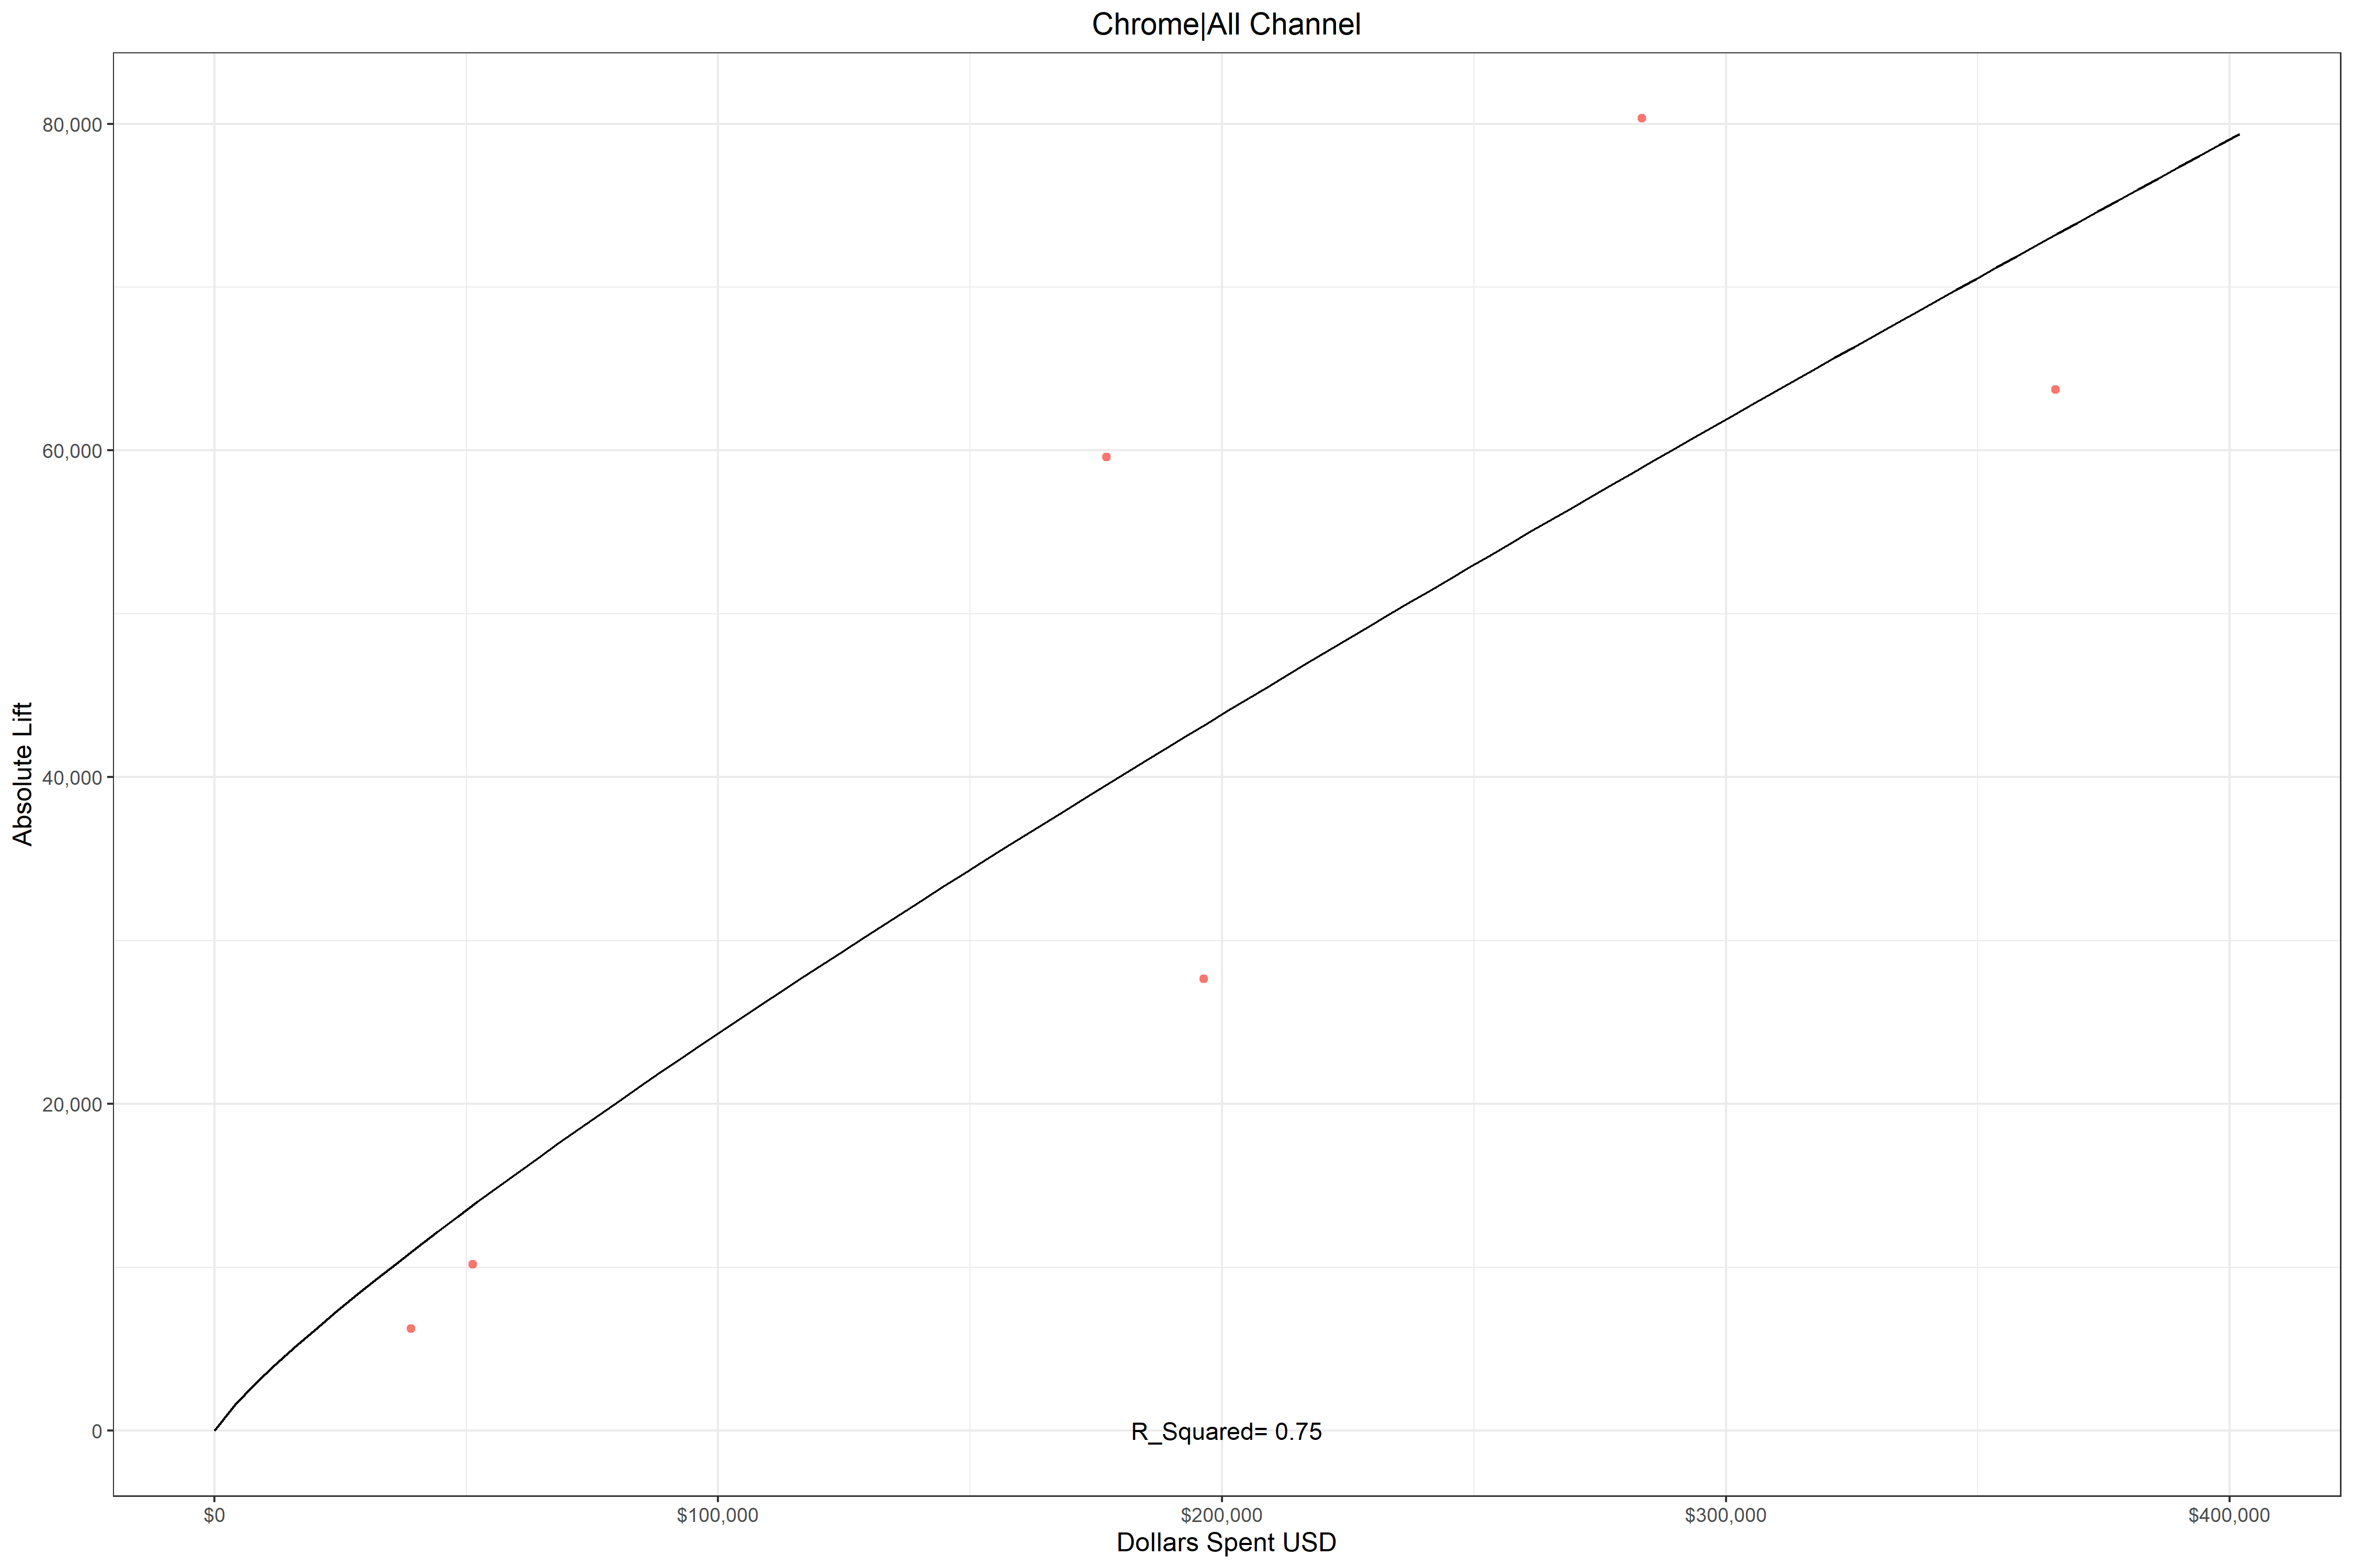 Chrome|All Channel
80,000
60,000
40,000
20,000
0
Absolute Lift
R_Squared= 0.75
$0
$100,000
$200,000
$300,000
$400,000
Dollars Spent USD